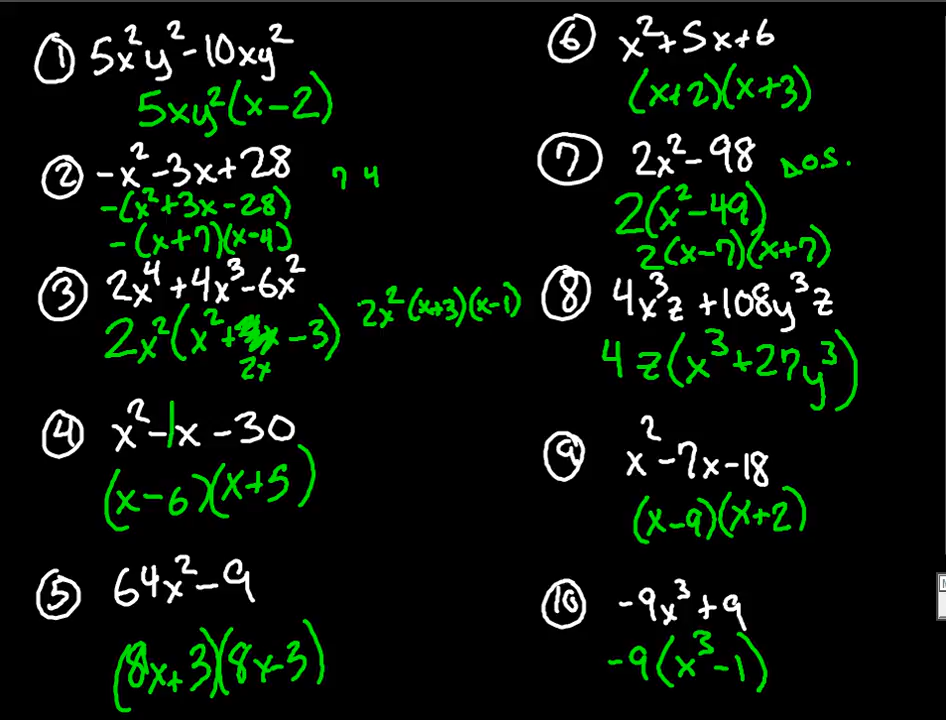 ① 5x²y² - 10xy²
5xy²(x - 2)
② -x² - 3x + 28
7 4
-(x² + 3x - 28)
-(x + 7)(x - 4)
③ 2x⁴ + 4x³ - 6x²
2x²(x² + - 3)
2x
2x²(x+3)(x-1)
④ x² - 1x - 30
(x - 6)(x + 5)
⑤ 64x² - 9
(8x + 3)(8x - 3)
⑥ x² + 5x + 6
(x + 2)(x + 3)
⑦ 2x² - 98
D.O.S.
2(x² - 49)
2(x - 7)(x + 7)
⑧ 4x³z + 108y³z
4z(x³ + 27y³)
⑨ x² - 7x - 18
(x - 9)(x + 2)
⑩ -9x³ + 9
-9(x³ - 1)